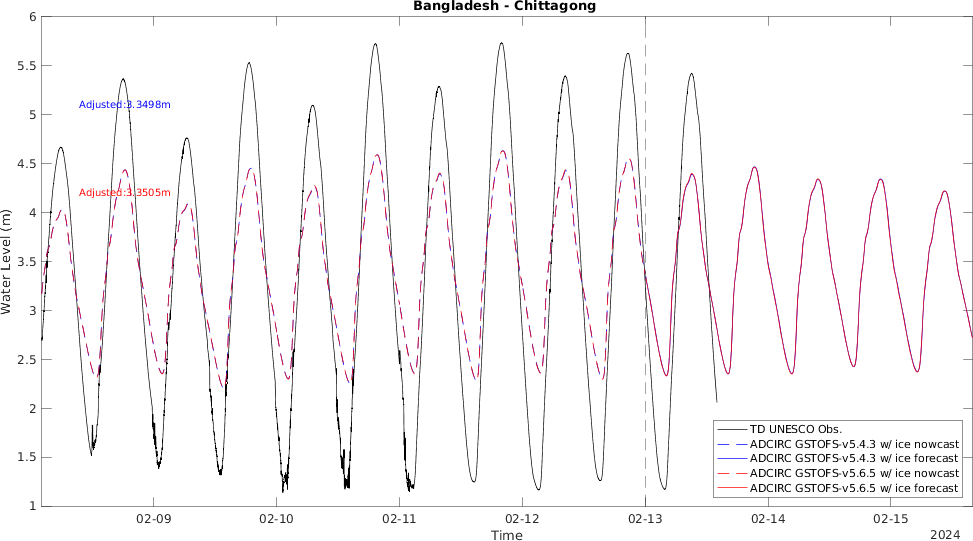 Bangladesh - Chittagong
6
5.5
5
4.5
4
3.5
3
2.5
2
1.5
1
Water Level (m)
Adjusted:3.3498m
Adjusted:3.3505m
TD UNESCO Obs.
ADCIRC GSTOFS-v5.4.3 w/ ice nowcast
ADCIRC GSTOFS-v5.4.3 w/ ice forecast
ADCIRC GSTOFS-v5.6.5 w/ ice nowcast
ADCIRC GSTOFS-v5.6.5 w/ ice forecast
02-09 02-10 02-11 02-12 02-13 02-14 02-15
Time
2024